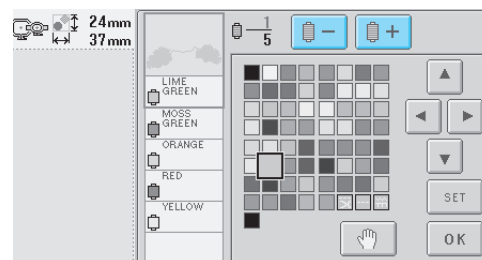 24mm
37mm
1
5
LIME
GREEN
MOSS
GREEN
ORANGE
RED
YELLOW
SET
OK